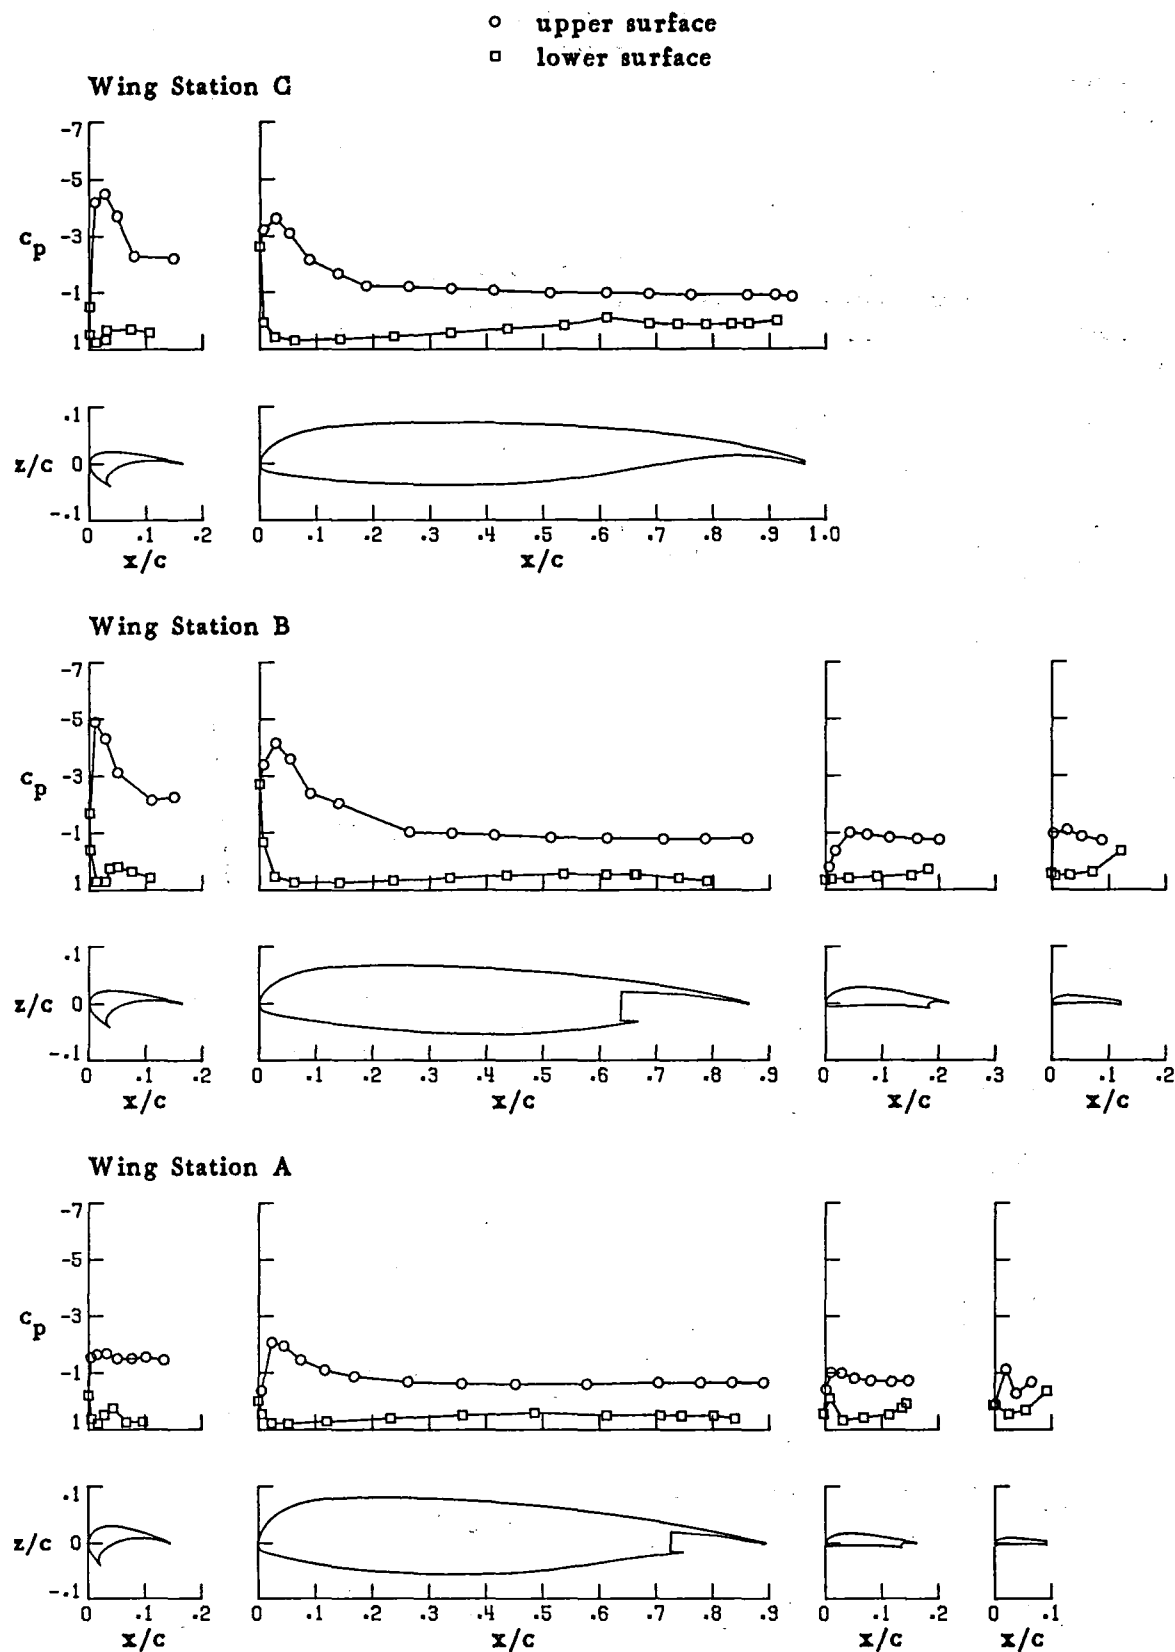 upper surface
lower surface
Wing Station C
-7
-5
c_p -3
-1
1
.1
z/c 0
-.1
0 .1 .2 0 .1 .2 .3 .4 .5 .6 .7 .8 .9 1.0
x/c x/c
Wing Station B
-7
-5
c_p -3
-1
1
.1
z/c 0
-.1
0 .1 .2 0 .1 .2 .3 .4 .5 .6 .7 .8 .9 0 .1 .2 .3 0 .1 .2
x/c x/c x/c x/c
Wing Station A
-7
-5
c_p -3
-1
1
.1
z/c 0
-.1
0 .1 .2 0 .1 .2 .3 .4 .5 .6 .7 .8 .9 0 .1 .2 0 .1
x/c x/c x/c x/c